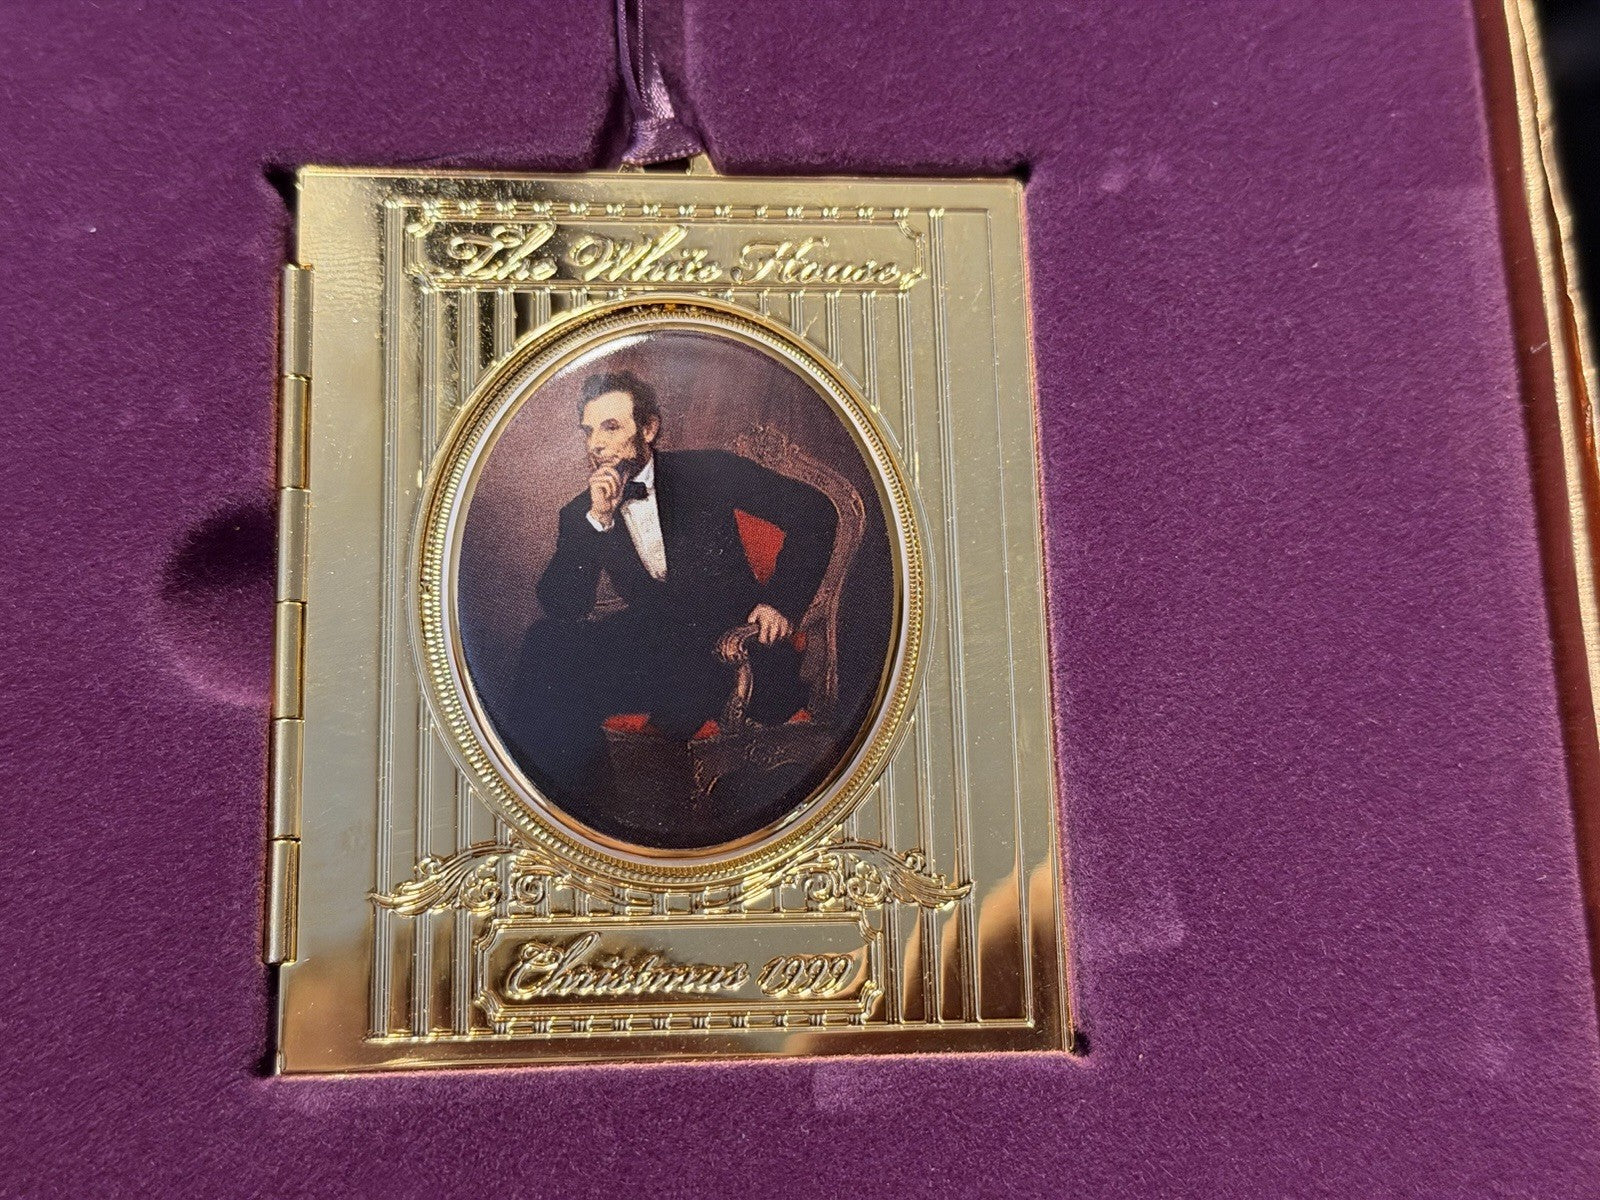 The White House
Christmas 1999